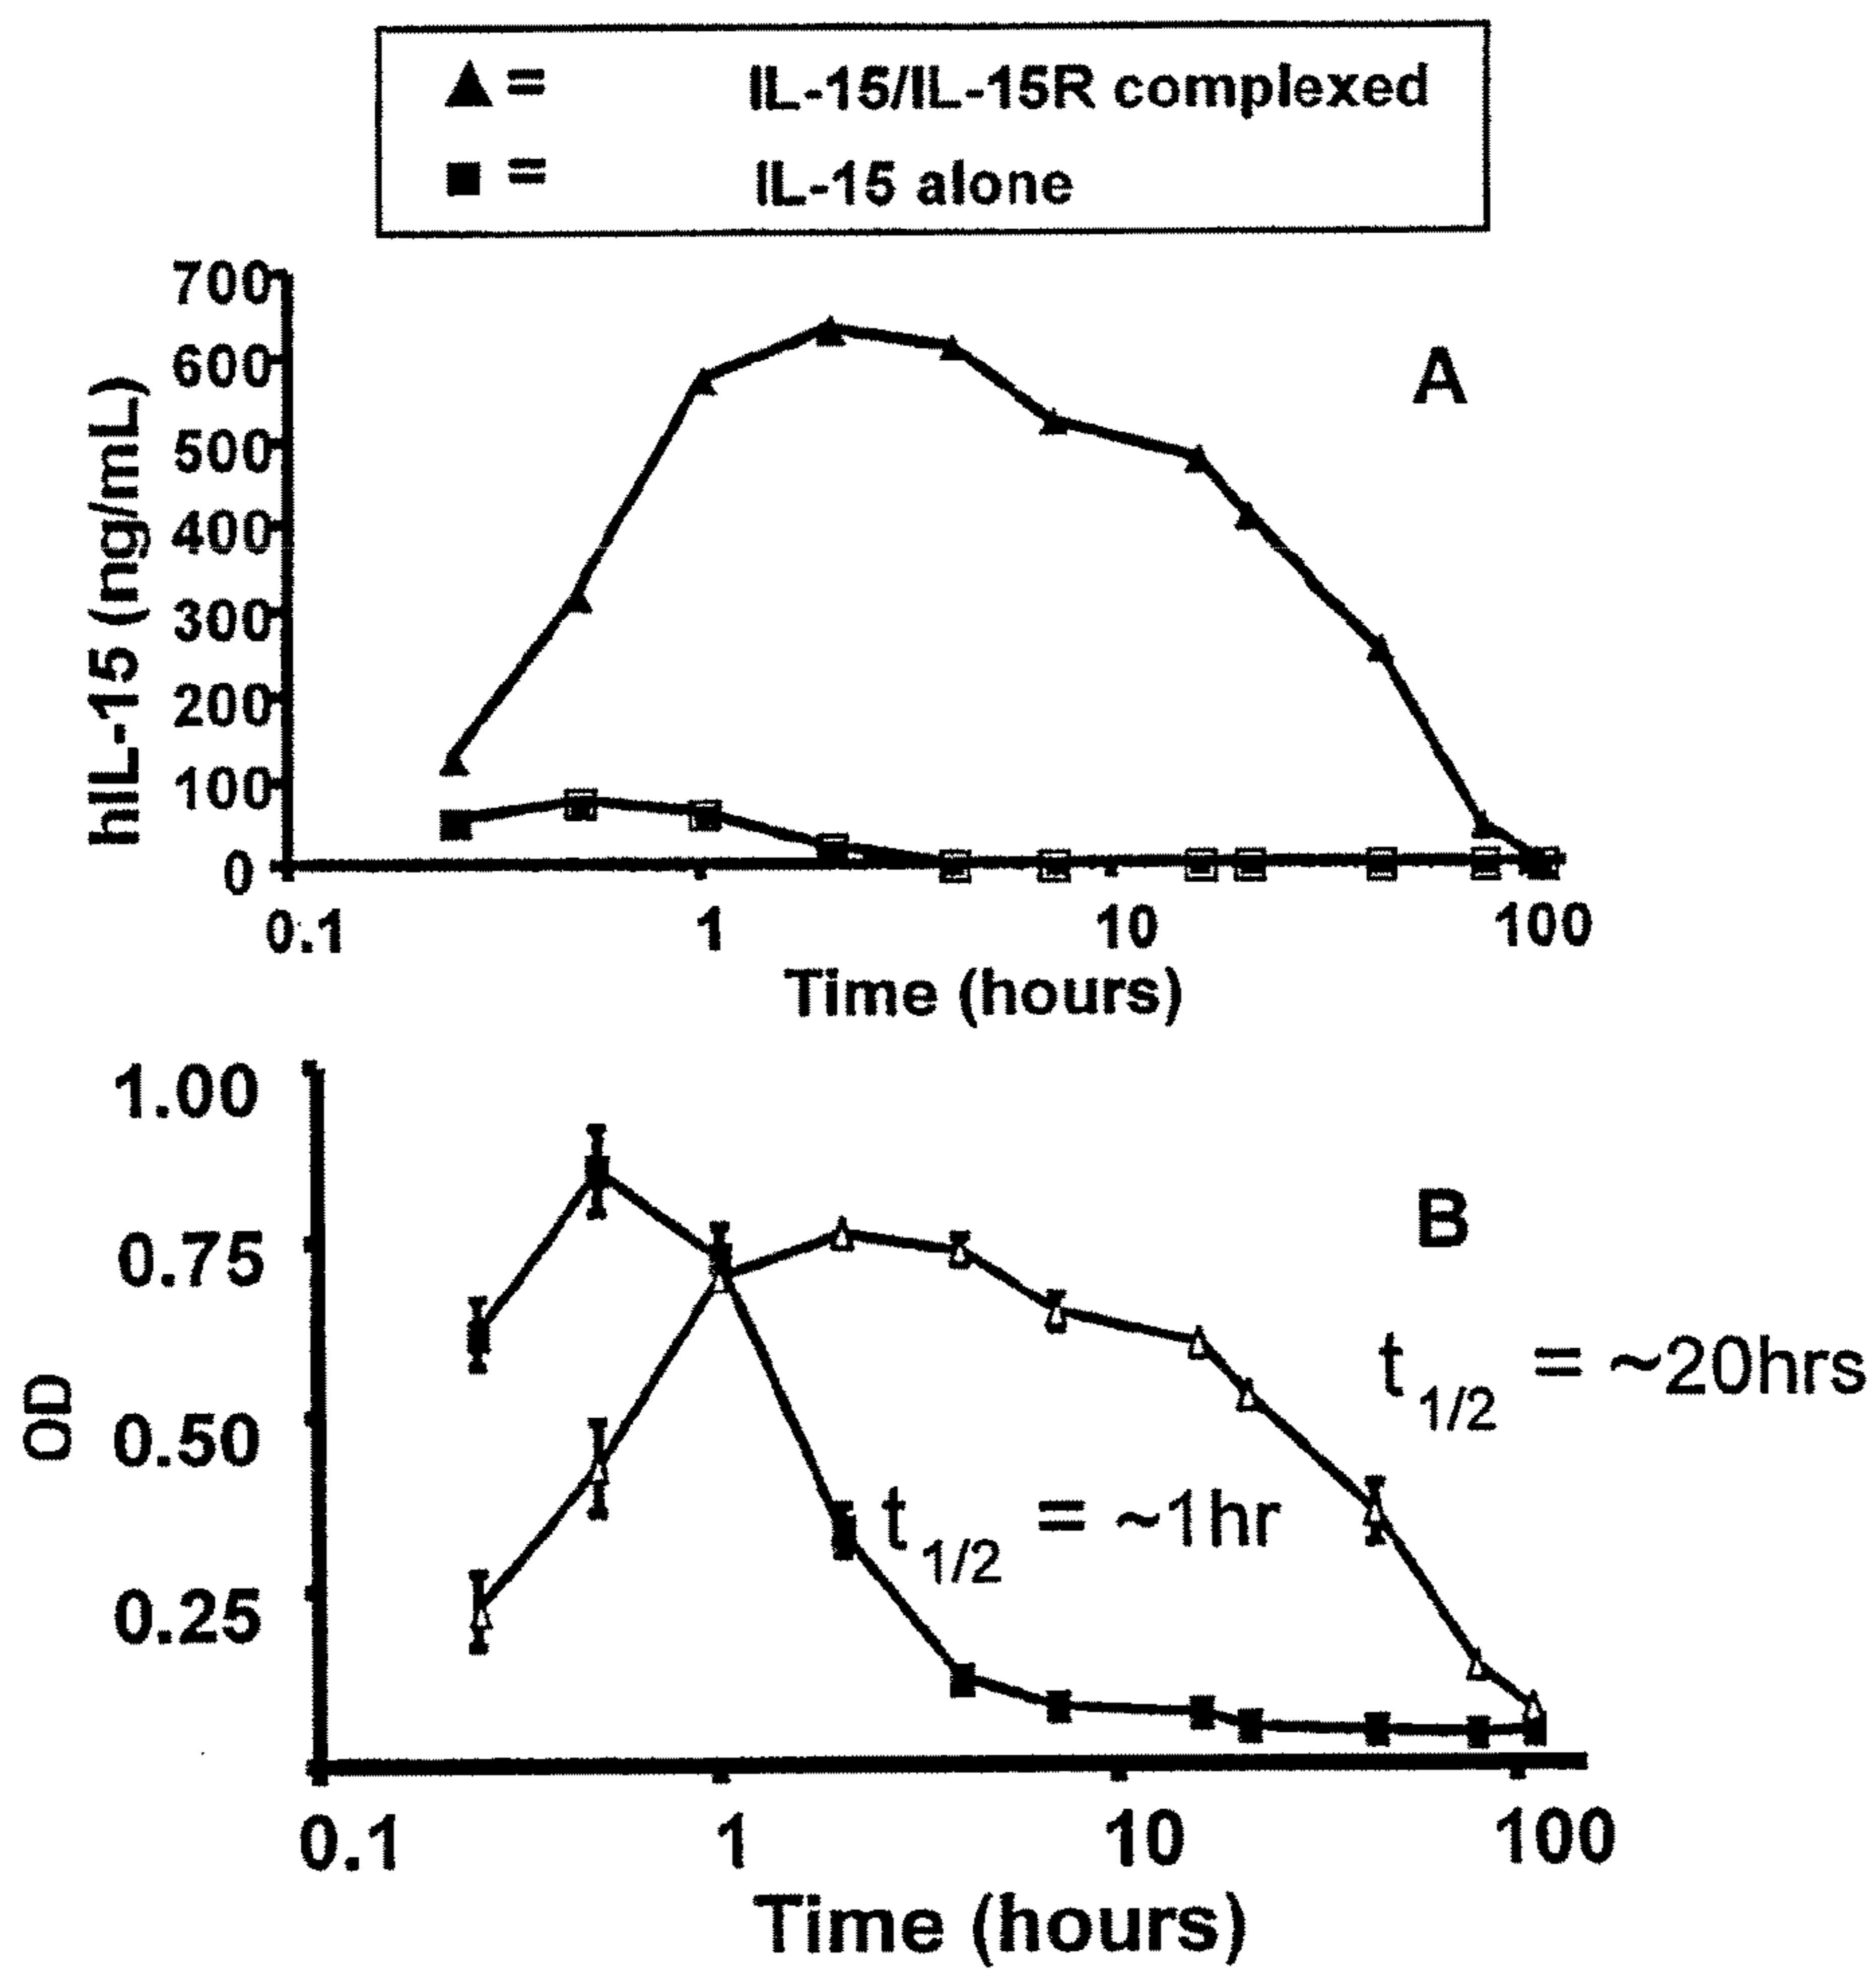 ▲ = IL-15/IL-15R complexed
■ = IL-15 alone
A
hIL-15 (ng/mL)
700
600
500
400
300
200
100
0
0.1 1 10 100
Time (hours)
B
OD
1.00
0.75
0.50
0.25
t1/2 = ~20hrs
t1/2 = ~1hr
0.1 1 10 100
Time (hours)